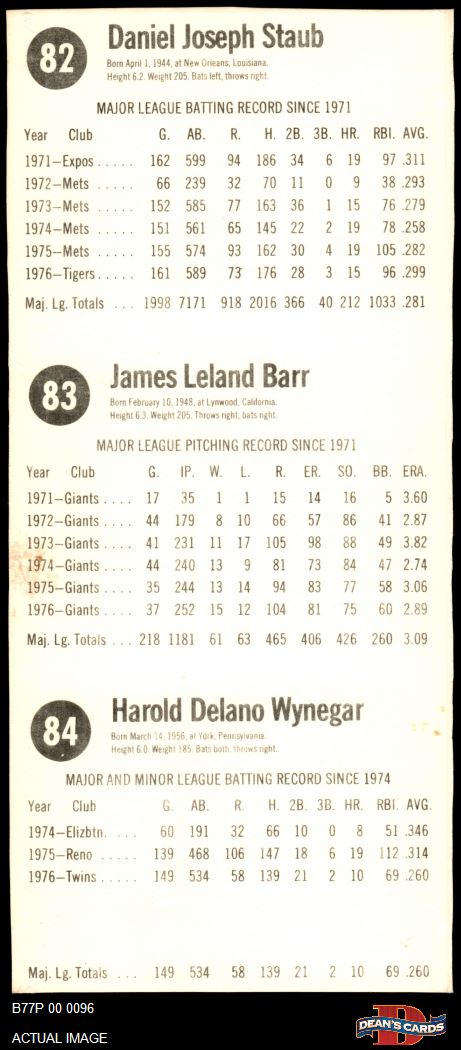 82
Daniel Joseph Staub
Born April 1, 1944, at New Orleans, Louisiana.
Height 6.2. Weight 205. Bats left, throws right.
MAJOR LEAGUE BATTING RECORD SINCE 1971
Year Club G. AB. R. H. 2B. 3B. HR. RBI. AVG.
1971—Expos ..... 162 599 94 186 34 6 19 97 .311
1972—Mets ..... 66 239 32 70 11 0 9 38 .293
1973—Mets ..... 152 585 77 163 36 1 15 76 .279
1974—Mets ..... 151 561 65 145 22 2 19 78 .258
1975—Mets ..... 155 574 93 162 30 4 19 105 .282
1976—Tigers ..... 161 589 73 176 28 3 15 96 .299
Maj. Lg. Totals ... 1998 7171 918 2016 366 40 212 1033 .281
83
James Leland Barr
Born February 10, 1948, at Lynwood, California.
Height 6.3. Weight 205. Throws right, bats right.
MAJOR LEAGUE PITCHING RECORD SINCE 1971
Year Club G. IP. W. L. R. ER. SO. BB. ERA.
1971—Giants .... 17 35 1 1 15 14 16 5 3.60
1972—Giants .... 44 179 8 10 66 57 86 41 2.87
1973—Giants .... 41 231 11 17 105 98 88 49 3.82
1974—Giants .... 44 240 13 9 81 73 84 47 2.74
1975—Giants .... 35 244 13 14 94 83 77 58 3.06
1976—Giants .... 37 252 15 12 104 81 75 60 2.89
Maj. Lg. Totals ... 218 1181 61 63 465 406 426 260 3.09
84
Harold Delano Wynegar
Born March 14, 1956, at York, Pennsylvania.
Height 6.0. Weight 185. Bats both, throws right.
MAJOR AND MINOR LEAGUE BATTING RECORD SINCE 1974
Year Club G. AB. R. H. 2B. 3B. HR. RBI. AVG.
1974—Elizbtn. .... 60 191 32 66 10 0 8 51 .346
1975—Reno ..... 139 468 106 147 18 6 19 112 .314
1976—Twins ..... 149 534 58 139 21 2 10 69 .260
Maj. Lg. Totals ... 149 534 58 139 21 2 10 69 .260
B77P 00 0096
ACTUAL IMAGE
D
DEAN'S CARDS